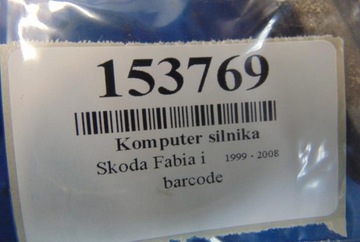 153769
Komputer silnika
Skoda Fabia i 1999 - 2008
barcode